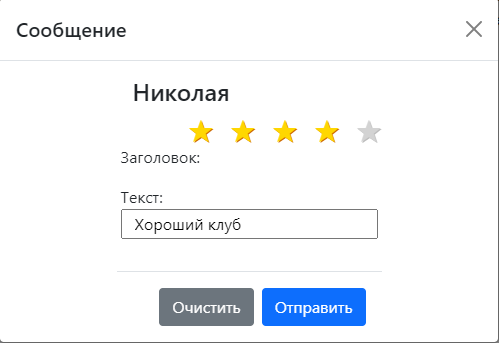 Сообщение
Николая
Заголовок:
Текст:
Хороший клуб
Очистить Отправить